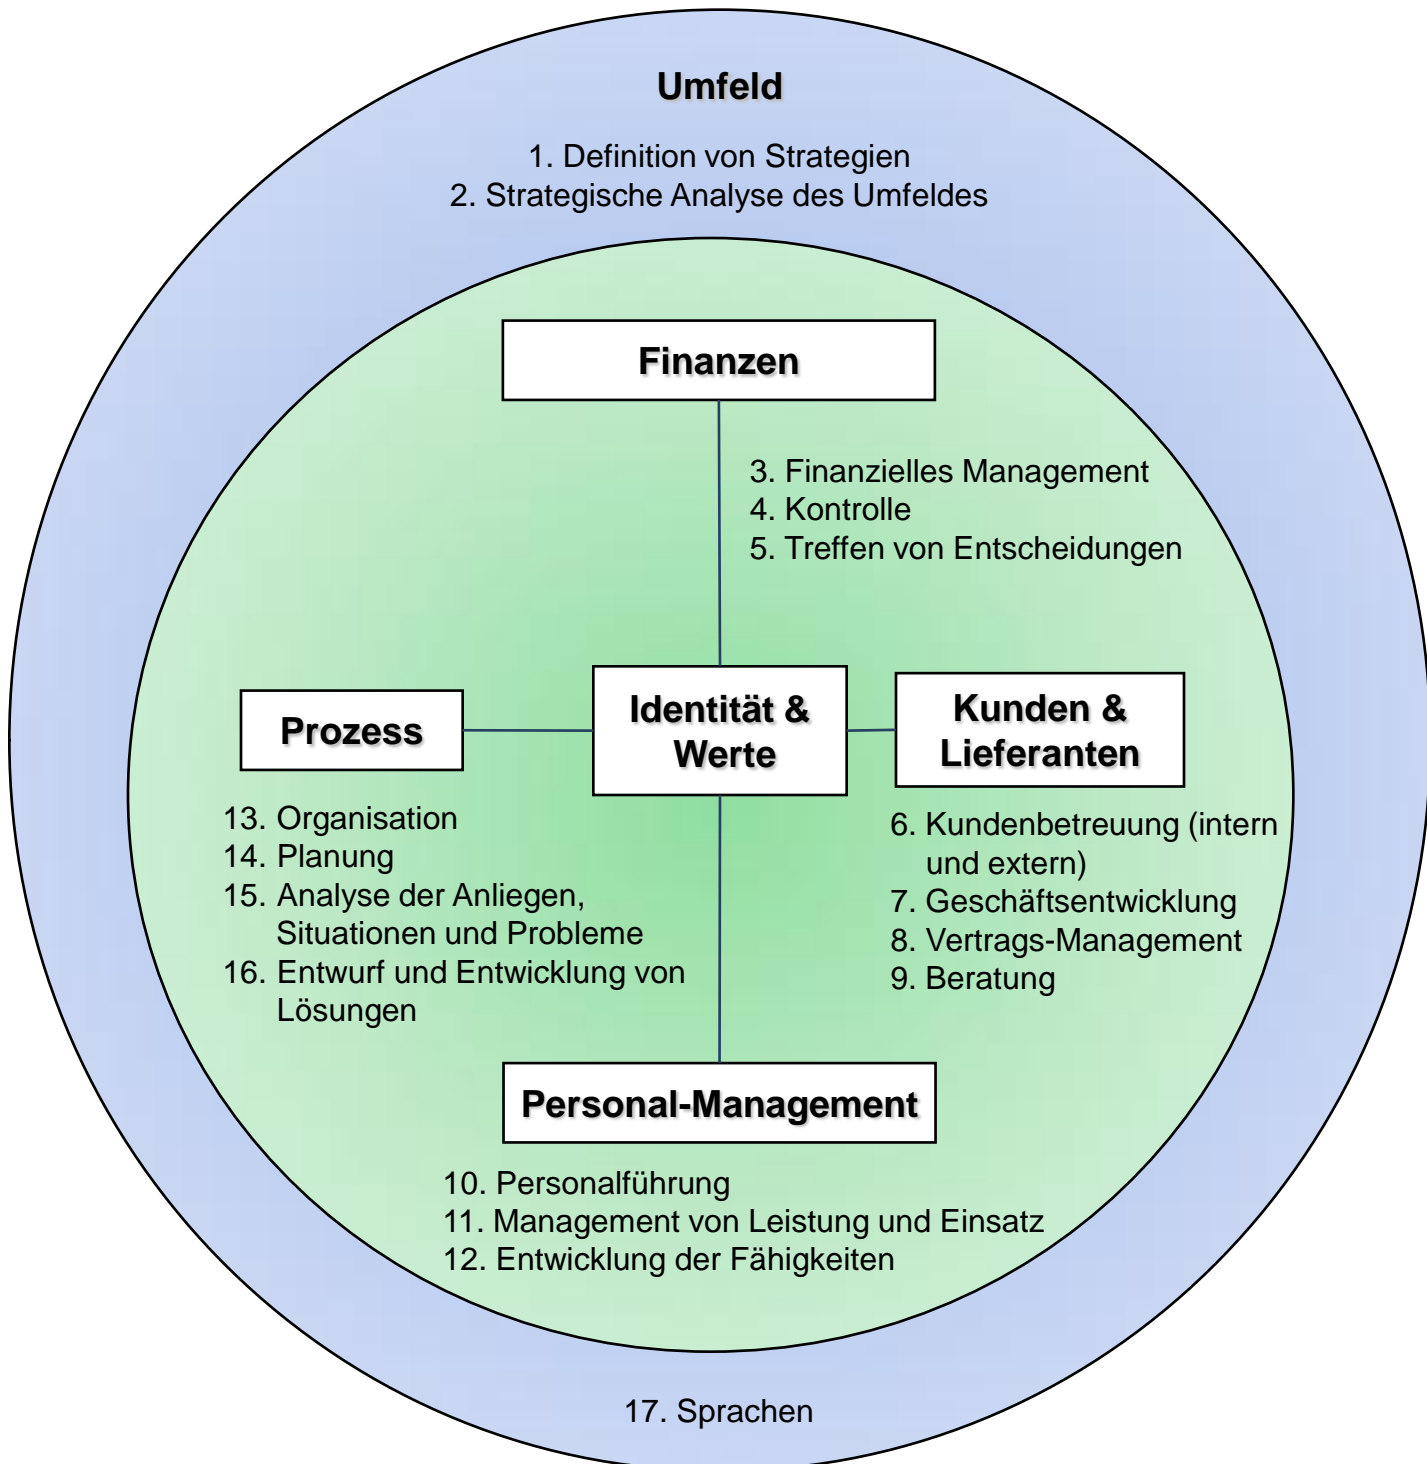 Umfeld
1. Definition von Strategien
2. Strategische Analyse des Umfeldes
Finanzen
3. Finanzielles Management
4. Kontrolle
5. Treffen von Entscheidungen
Identität &
Werte
Kunden &
Lieferanten
6. Kundenbetreuung (intern
und extern)
7. Geschäftsentwicklung
8. Vertrags-Management
9. Beratung
Personal-Management
10. Personalführung
11. Management von Leistung und Einsatz
12. Entwicklung der Fähigkeiten
Prozess
13. Organisation
14. Planung
15. Analyse der Anliegen,
Situationen und Probleme
16. Entwurf und Entwicklung von
Lösungen
17. Sprachen